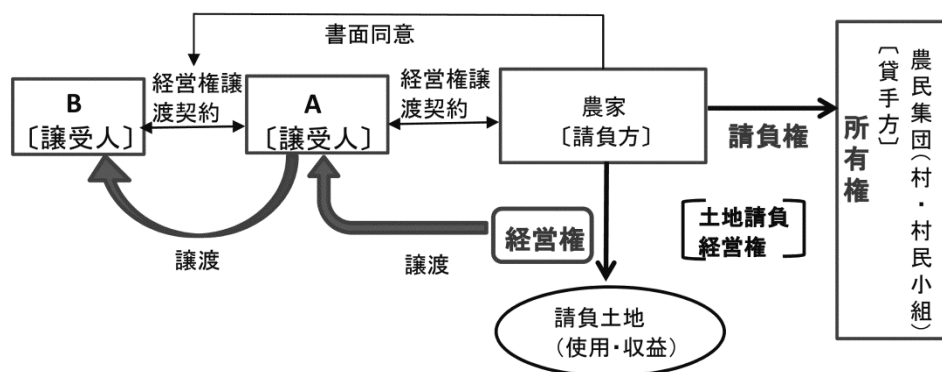 書面同意
B
〔譲受人〕
経営権譲
渡契約
A
〔譲受人〕
経営権譲
渡契約
農家
〔請負方〕
請負権
所有権
農民集団(村・村民小組)
〔貸手方〕
土地請負
経営権
経営権
譲渡
譲渡
請負土地
(使用・収益)